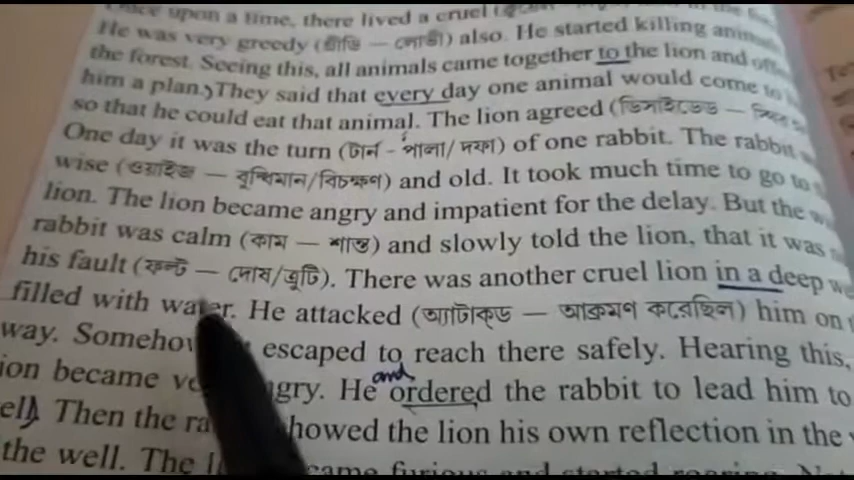 upon a time, there lived a cruel
He was very greedy (গ্রীডি — লোভী) also. He started killing
the forest. Seeing this, all animals came together to the lion and
him a plan. They said that every day one animal would come to
so that he could eat that animal. The lion agreed (ডিসাইডেড —
One day it was the turn (টার্ন - পালা/ দফা) of one rabbit. The rabbit
wise (ওয়াইজ — বুদ্ধিমান/বিচক্ষণ) and old. It took much time to go to
lion. The lion became angry and impatient for the delay. But the
rabbit was calm (কাম — শান্ত) and slowly told the lion, that it was
his fault (ফল্ট — দোষ/ত্রুটি). There was another cruel lion in a deep
filled with water. He attacked (অ্যাটাক্‌ড — আক্রমণ করেছিল) him on
way. Somehow escaped to reach there safely. Hearing this,
became angry. He and ordered the rabbit to lead him to
Then the showed the lion his own reflection in the
the well. The came furious and started roaring.